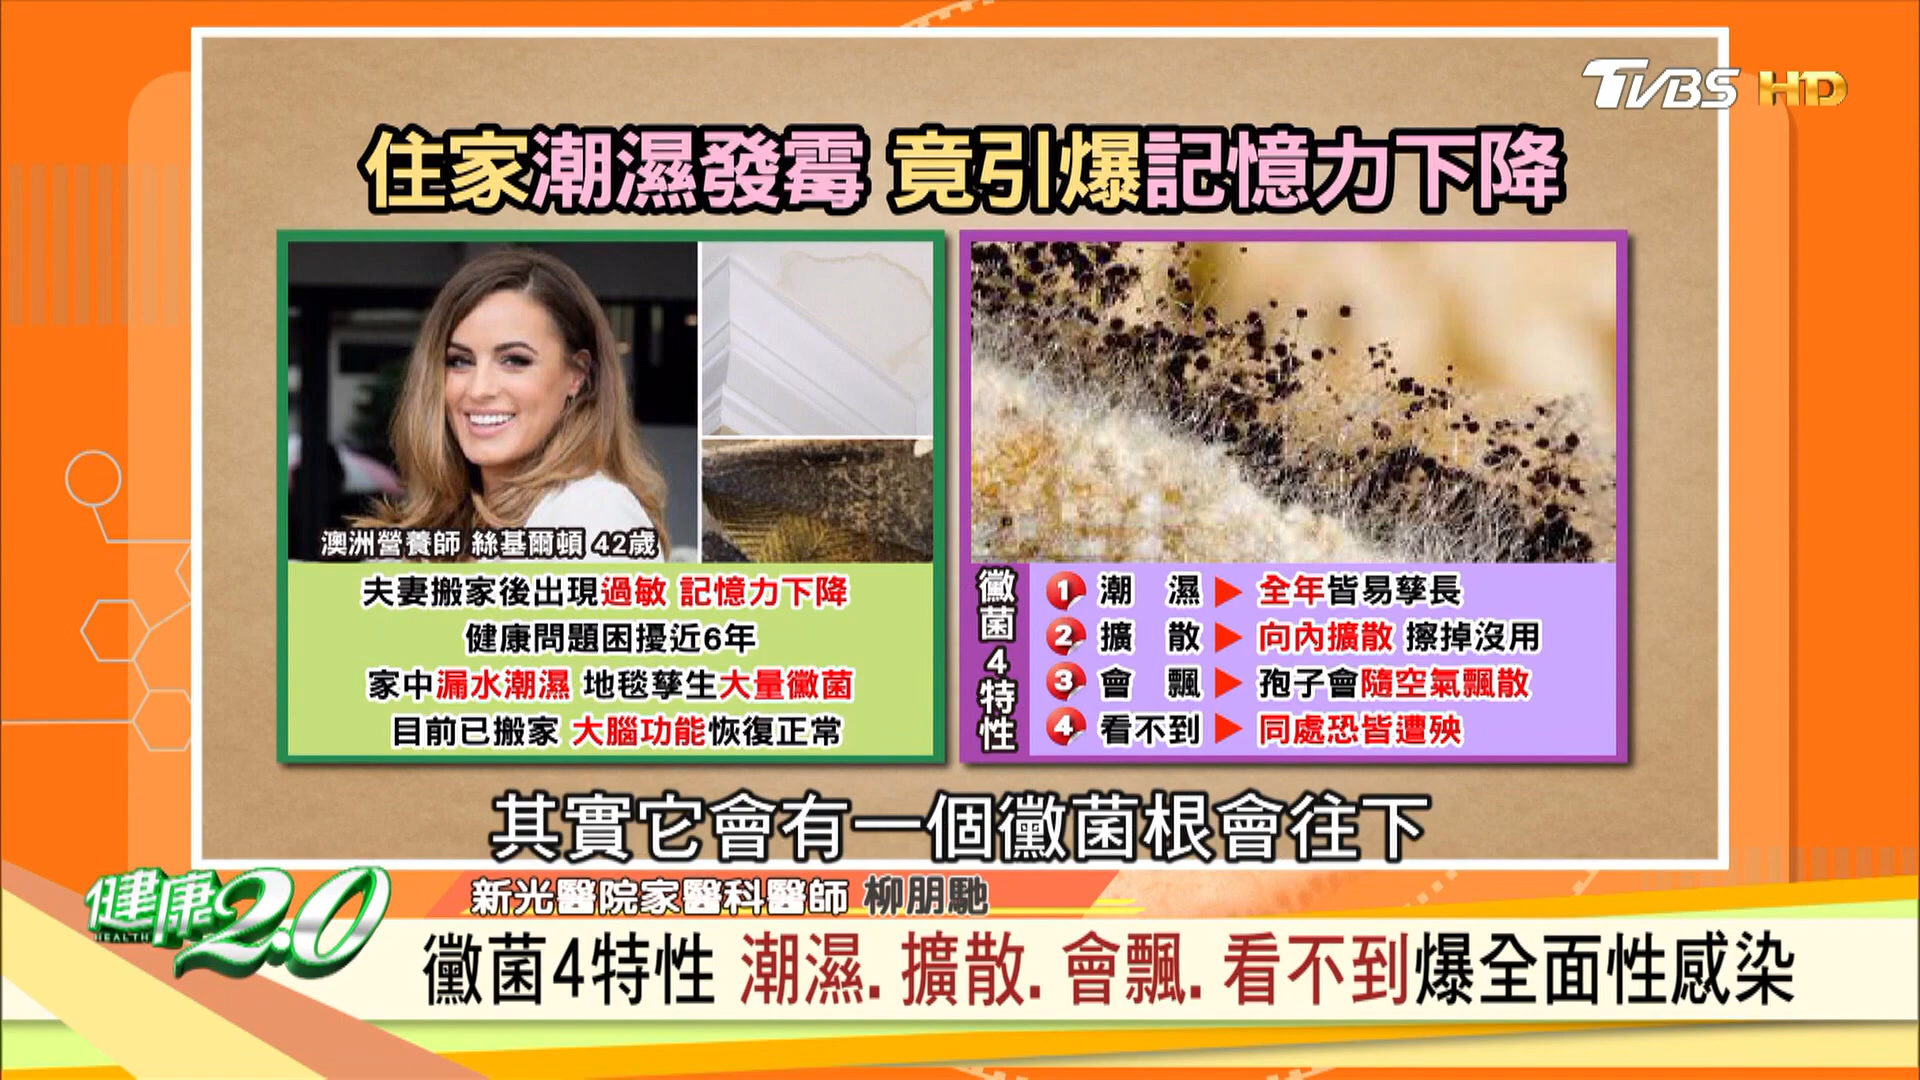 TVBS HD
住家潮濕發霉 竟引爆記憶力下降
澳洲營養師 絲基爾頓 42歲
夫妻搬家後出現過敏 記憶力下降
健康問題困擾近6年
家中漏水潮濕 地毯孳生大量黴菌
目前已搬家 大腦功能恢復正常
黴菌4特性
1 潮濕 ▶ 全年皆易孳長
2 擴散 ▶ 向內擴散 擦掉沒用
3 會飄 ▶ 孢子會隨空氣飄散
4 看不到 ▶ 同處恐皆遭殃
其實它會有一個黴菌根會往下
健康2.0
HEALTH
新光醫院家醫科醫師 柳朋馳
黴菌4特性 潮濕.擴散.會飄.看不到爆全面性感染